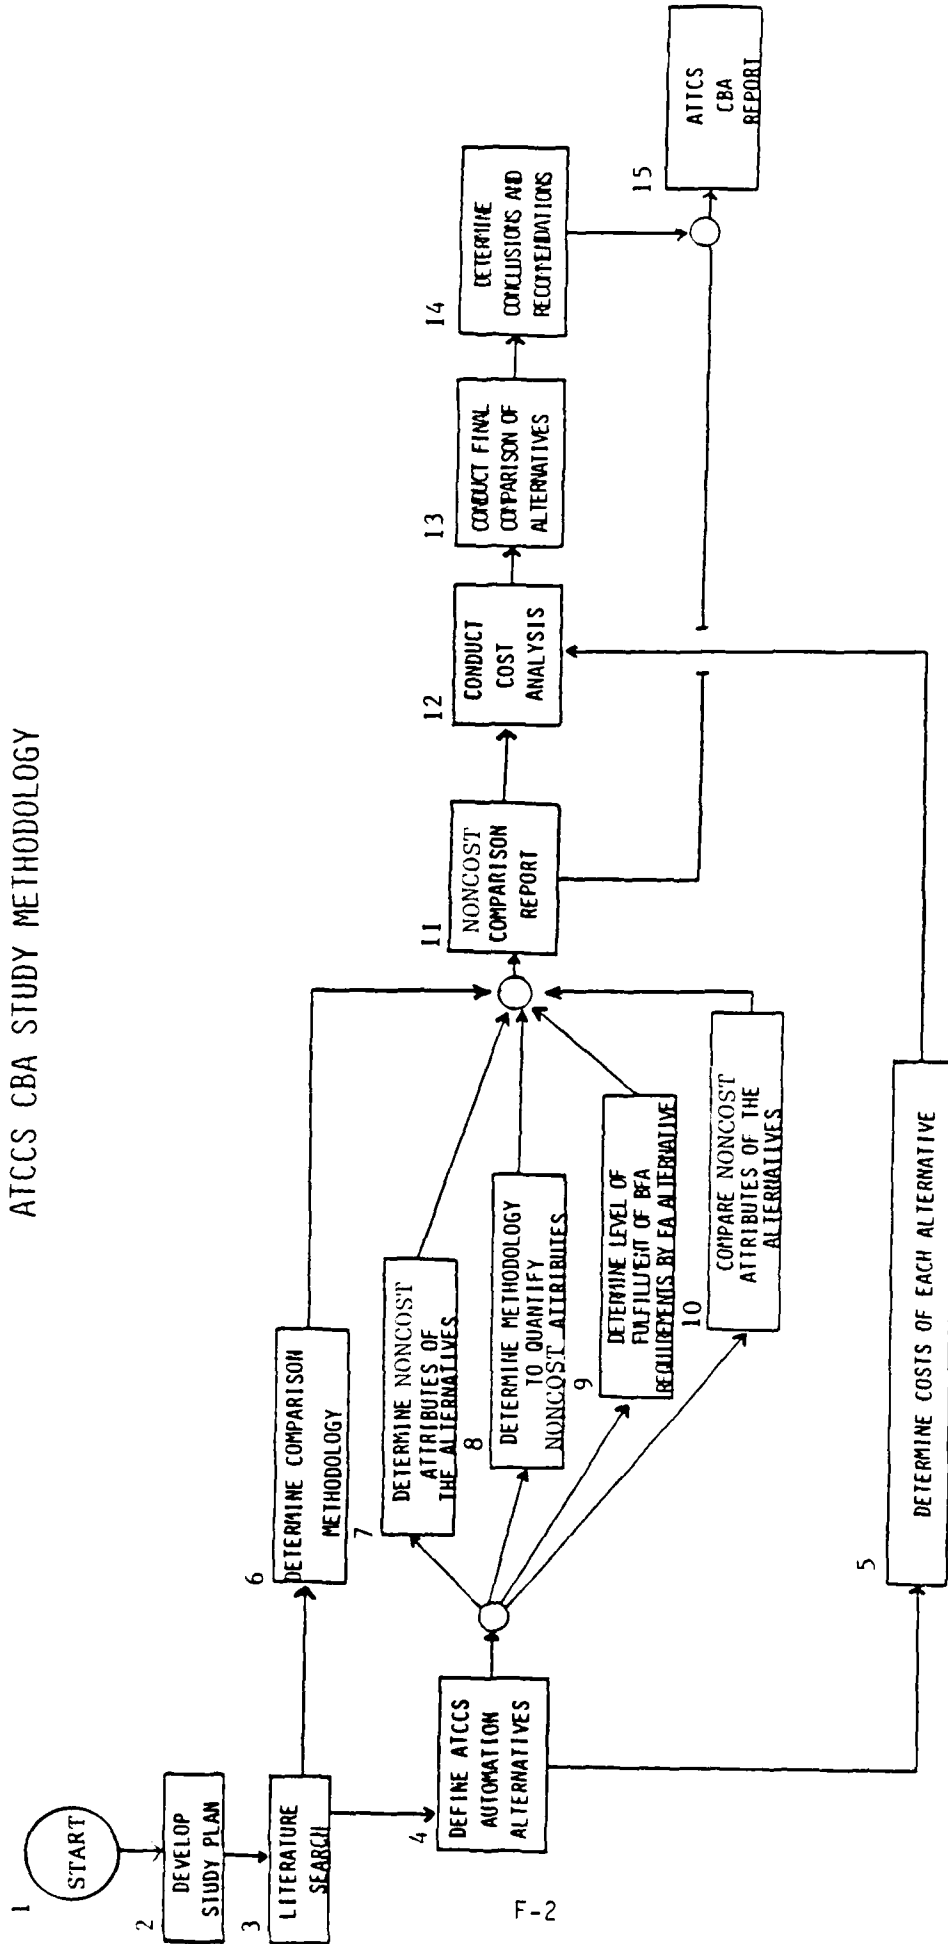 ATCCS CBA STUDY METHODOLOGY
1
START
2
DEVELOP
STUDY PLAN
3
LITERATURE
SEARCH
4
DEFINE ATCCS
AUTOMATION
ALTERNATIVES
5
DETERMINE COSTS OF EACH ALTERNATIVE
6
DETERMINE COMPARISON
METHODOLOGY
7
DETERMINE NONCOST
ATTRIBUTES OF
THE ALTERNATIVES
8
DETERMINE METHODOLOGY
TO QUANTIFY
NONCOST ATTRIBUTES
9
DETERMINE LEVEL OF
FULFILLMENT OF BFA
REQUIREMENTS BY EA ALTERNATIVE
10
COMPARE NONCOST
ATTRIBUTES OF THE
ALTERNATIVES
11
NONCOST
COMPARISON
REPORT
12
CONDUCT
COST
ANALYSIS
13
CONDUCT FINAL
COMPARISON OF
ALTERNATIVES
14
DETERMINE
CONCLUSIONS AND
RECOMMENDATIONS
15
ATTCS
CBA
REPORT
F-2